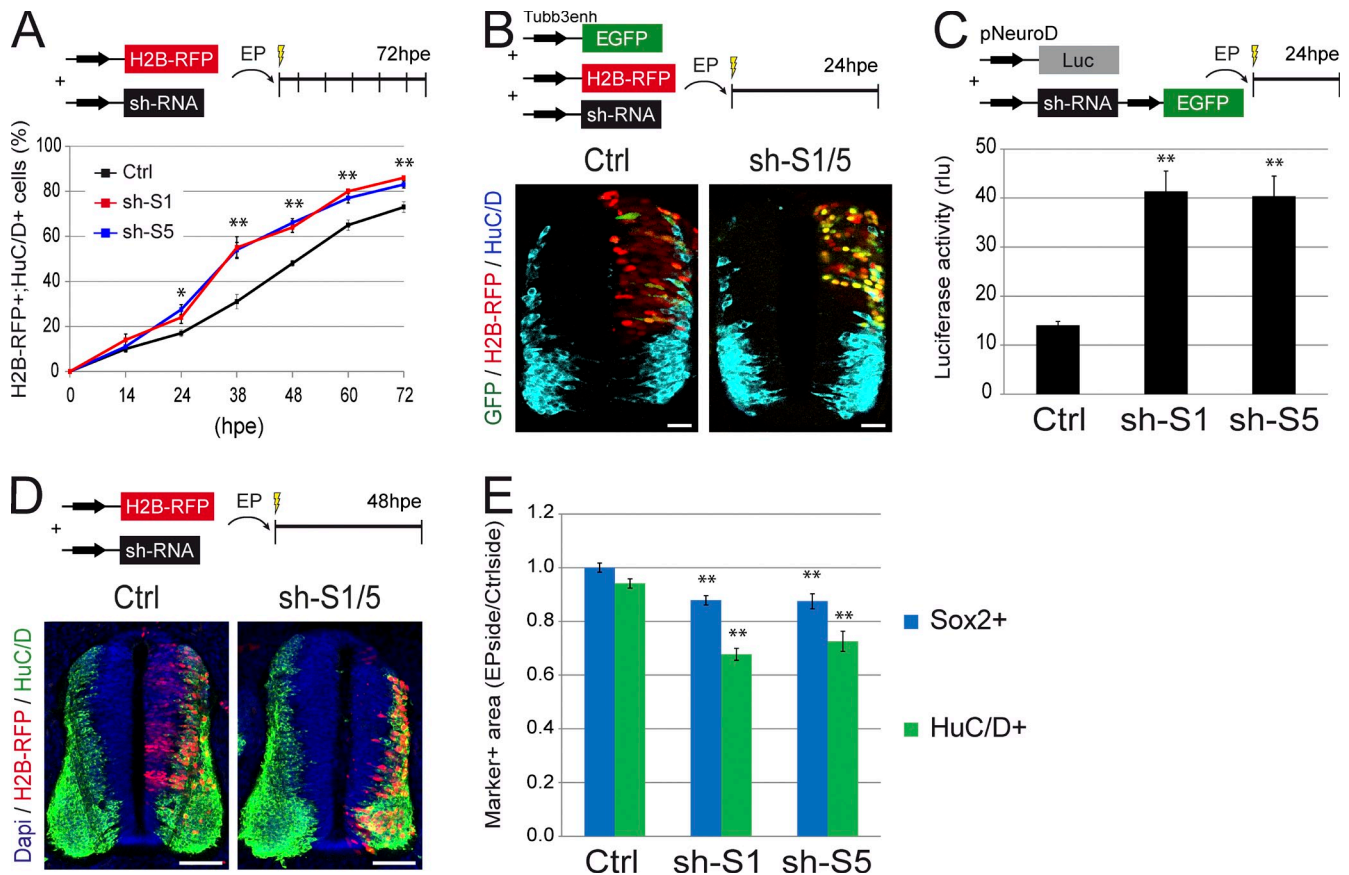 A
H2B-RFP
+
sh-RNA
EP
72hpe
H2B-RFP+;HuC/D+ cells (%)
100
80
60
40
20
0
Ctrl
sh-S1
sh-S5
*
**
**
**
**
0 14 24 38 48 60 72
(hpe)
B
Tubb3enh
EGFP
+
H2B-RFP
+
sh-RNA
EP
24hpe
Ctrl
sh-S1/5
GFP / H2B-RFP / HuC/D
C
pNeuroD
Luc
+
sh-RNA
EGFP
EP
24hpe
Luciferase activity (rlu)
50
40
30
20
10
0
**
**
Ctrl sh-S1 sh-S5
D
H2B-RFP
+
sh-RNA
EP
48hpe
Ctrl
sh-S1/5
Dapi / H2B-RFP / HuC/D
E
Marker+ area (EPside/Ctrlside)
1.2
1.0
0.8
0.6
0.4
0.2
0.0
**
**
**
**
Ctrl sh-S1 sh-S5
Sox2+
HuC/D+